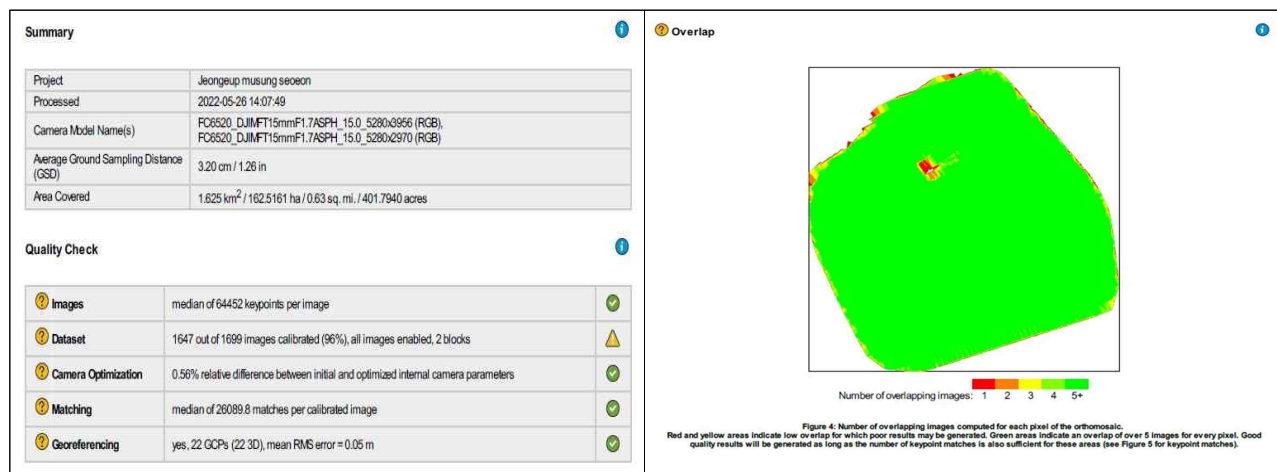 Summary
Project Jeongeup musung seoeon
Processed 2022-05-26 14:07:49
Camera Model Name(s) FC6520_DJIMFT15mmF1.7ASPH_15.0_5280x3956 (RGB),
FC6520_DJIMFT15mmF1.7ASPH_15.0_5280x2970 (RGB)
Average Ground Sampling Distance
(GSD) 3.20 cm / 1.26 in
Area Covered 1.625 km² / 162.5161 ha / 0.63 sq. mi. / 401.7940 acres
Quality Check
Images median of 64452 keypoints per image
Dataset 1647 out of 1699 images calibrated (96%), all images enabled, 2 blocks
Camera Optimization 0.56% relative difference between initial and optimized internal camera parameters
Matching median of 26089.8 matches per calibrated image
Georeferencing yes, 22 GCPs (22 3D), mean RMS error = 0.05 m
Overlap
Number of overlapping images: 1 2 3 4 5+
Figure 4: Number of overlapping images computed for each pixel of the orthomosaic.
Red and yellow areas indicate low overlap for which poor results may be generated. Green areas indicate an overlap of over 5 images for every pixel. Good
quality results will be generated as long as the number of keypoint matches is also sufficient for these areas (see Figure 5 for keypoint matches).